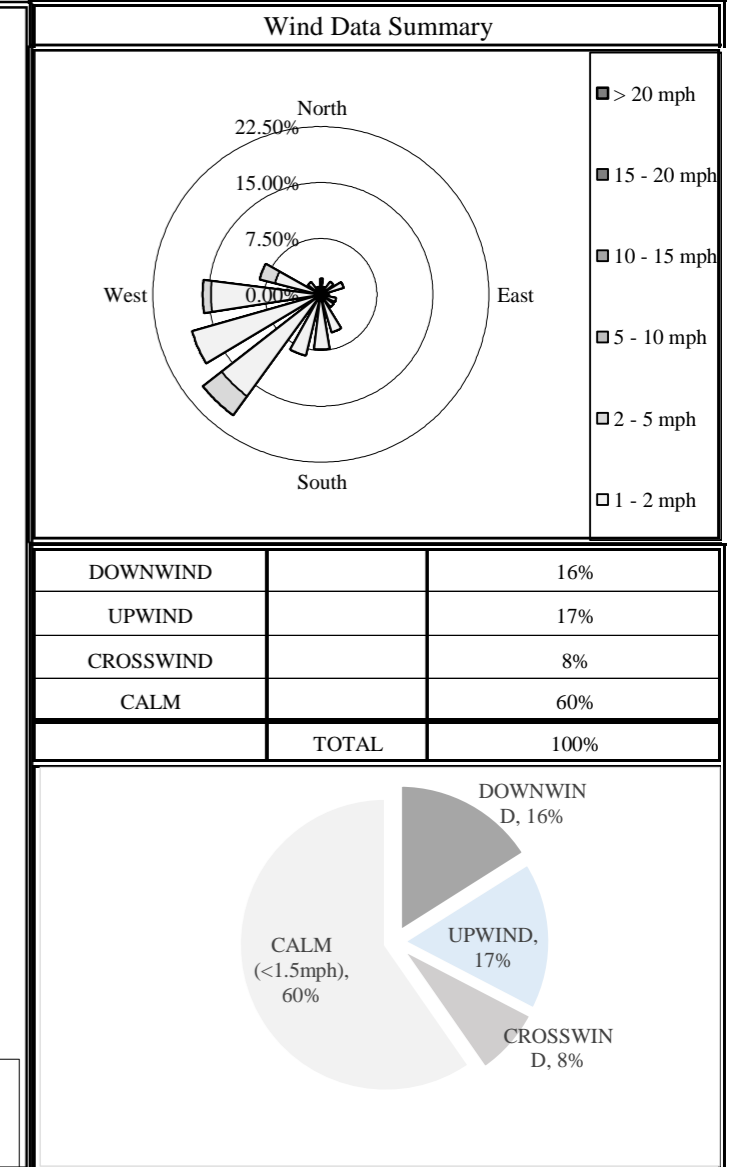 Wind Data Summary
North
22.50%
15.00%
7.50%
0.00%
West
East
South
> 20 mph
15 - 20 mph
10 - 15 mph
5 - 10 mph
2 - 5 mph
1 - 2 mph
DOWNWIND 16%
UPWIND 17%
CROSSWIND 8%
CALM 60%
TOTAL 100%
DOWNWIN
D, 16%
UPWIND,
17%
CROSSWIN
D, 8%
CALM
(<1.5mph),
60%